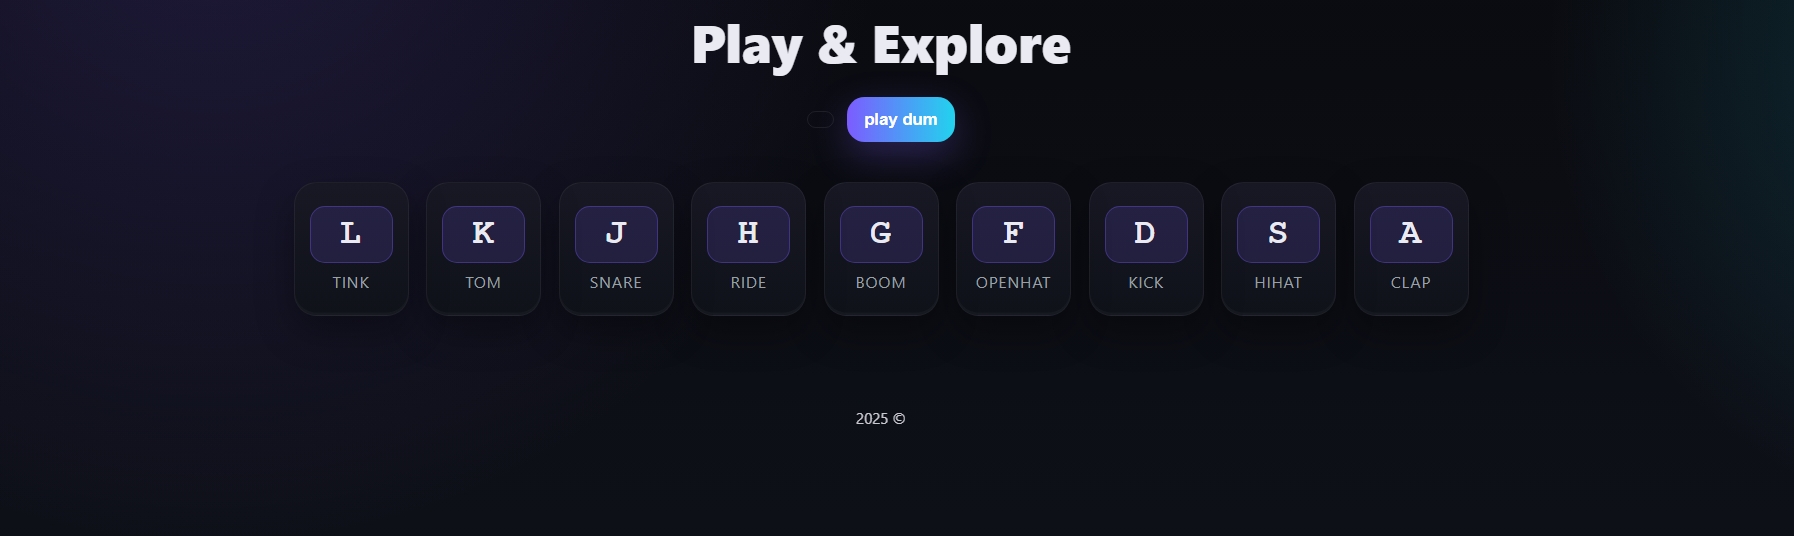 Play & Explore
play dum
L K J H G F D S A
TINK TOM SNARE RIDE BOOM OPENHAT KICK HIHAT CLAP
2025 ©